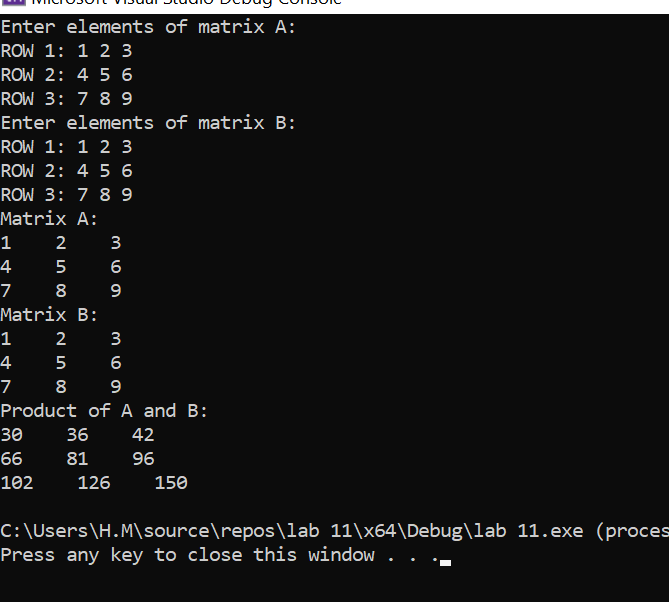 Microsoft Visual Studio Debug Console
Enter elements of matrix A:
ROW 1: 1 2 3
ROW 2: 4 5 6
ROW 3: 7 8 9
Enter elements of matrix B:
ROW 1: 1 2 3
ROW 2: 4 5 6
ROW 3: 7 8 9
Matrix A:
1    2    3
4    5    6
7    8    9
Matrix B:
1    2    3
4    5    6
7    8    9
Product of A and B:
30    36    42
66    81    96
102    126    150
C:\Users\H.M\source\repos\lab 11\x64\Debug\lab 11.exe (proces
Press any key to close this window . . .